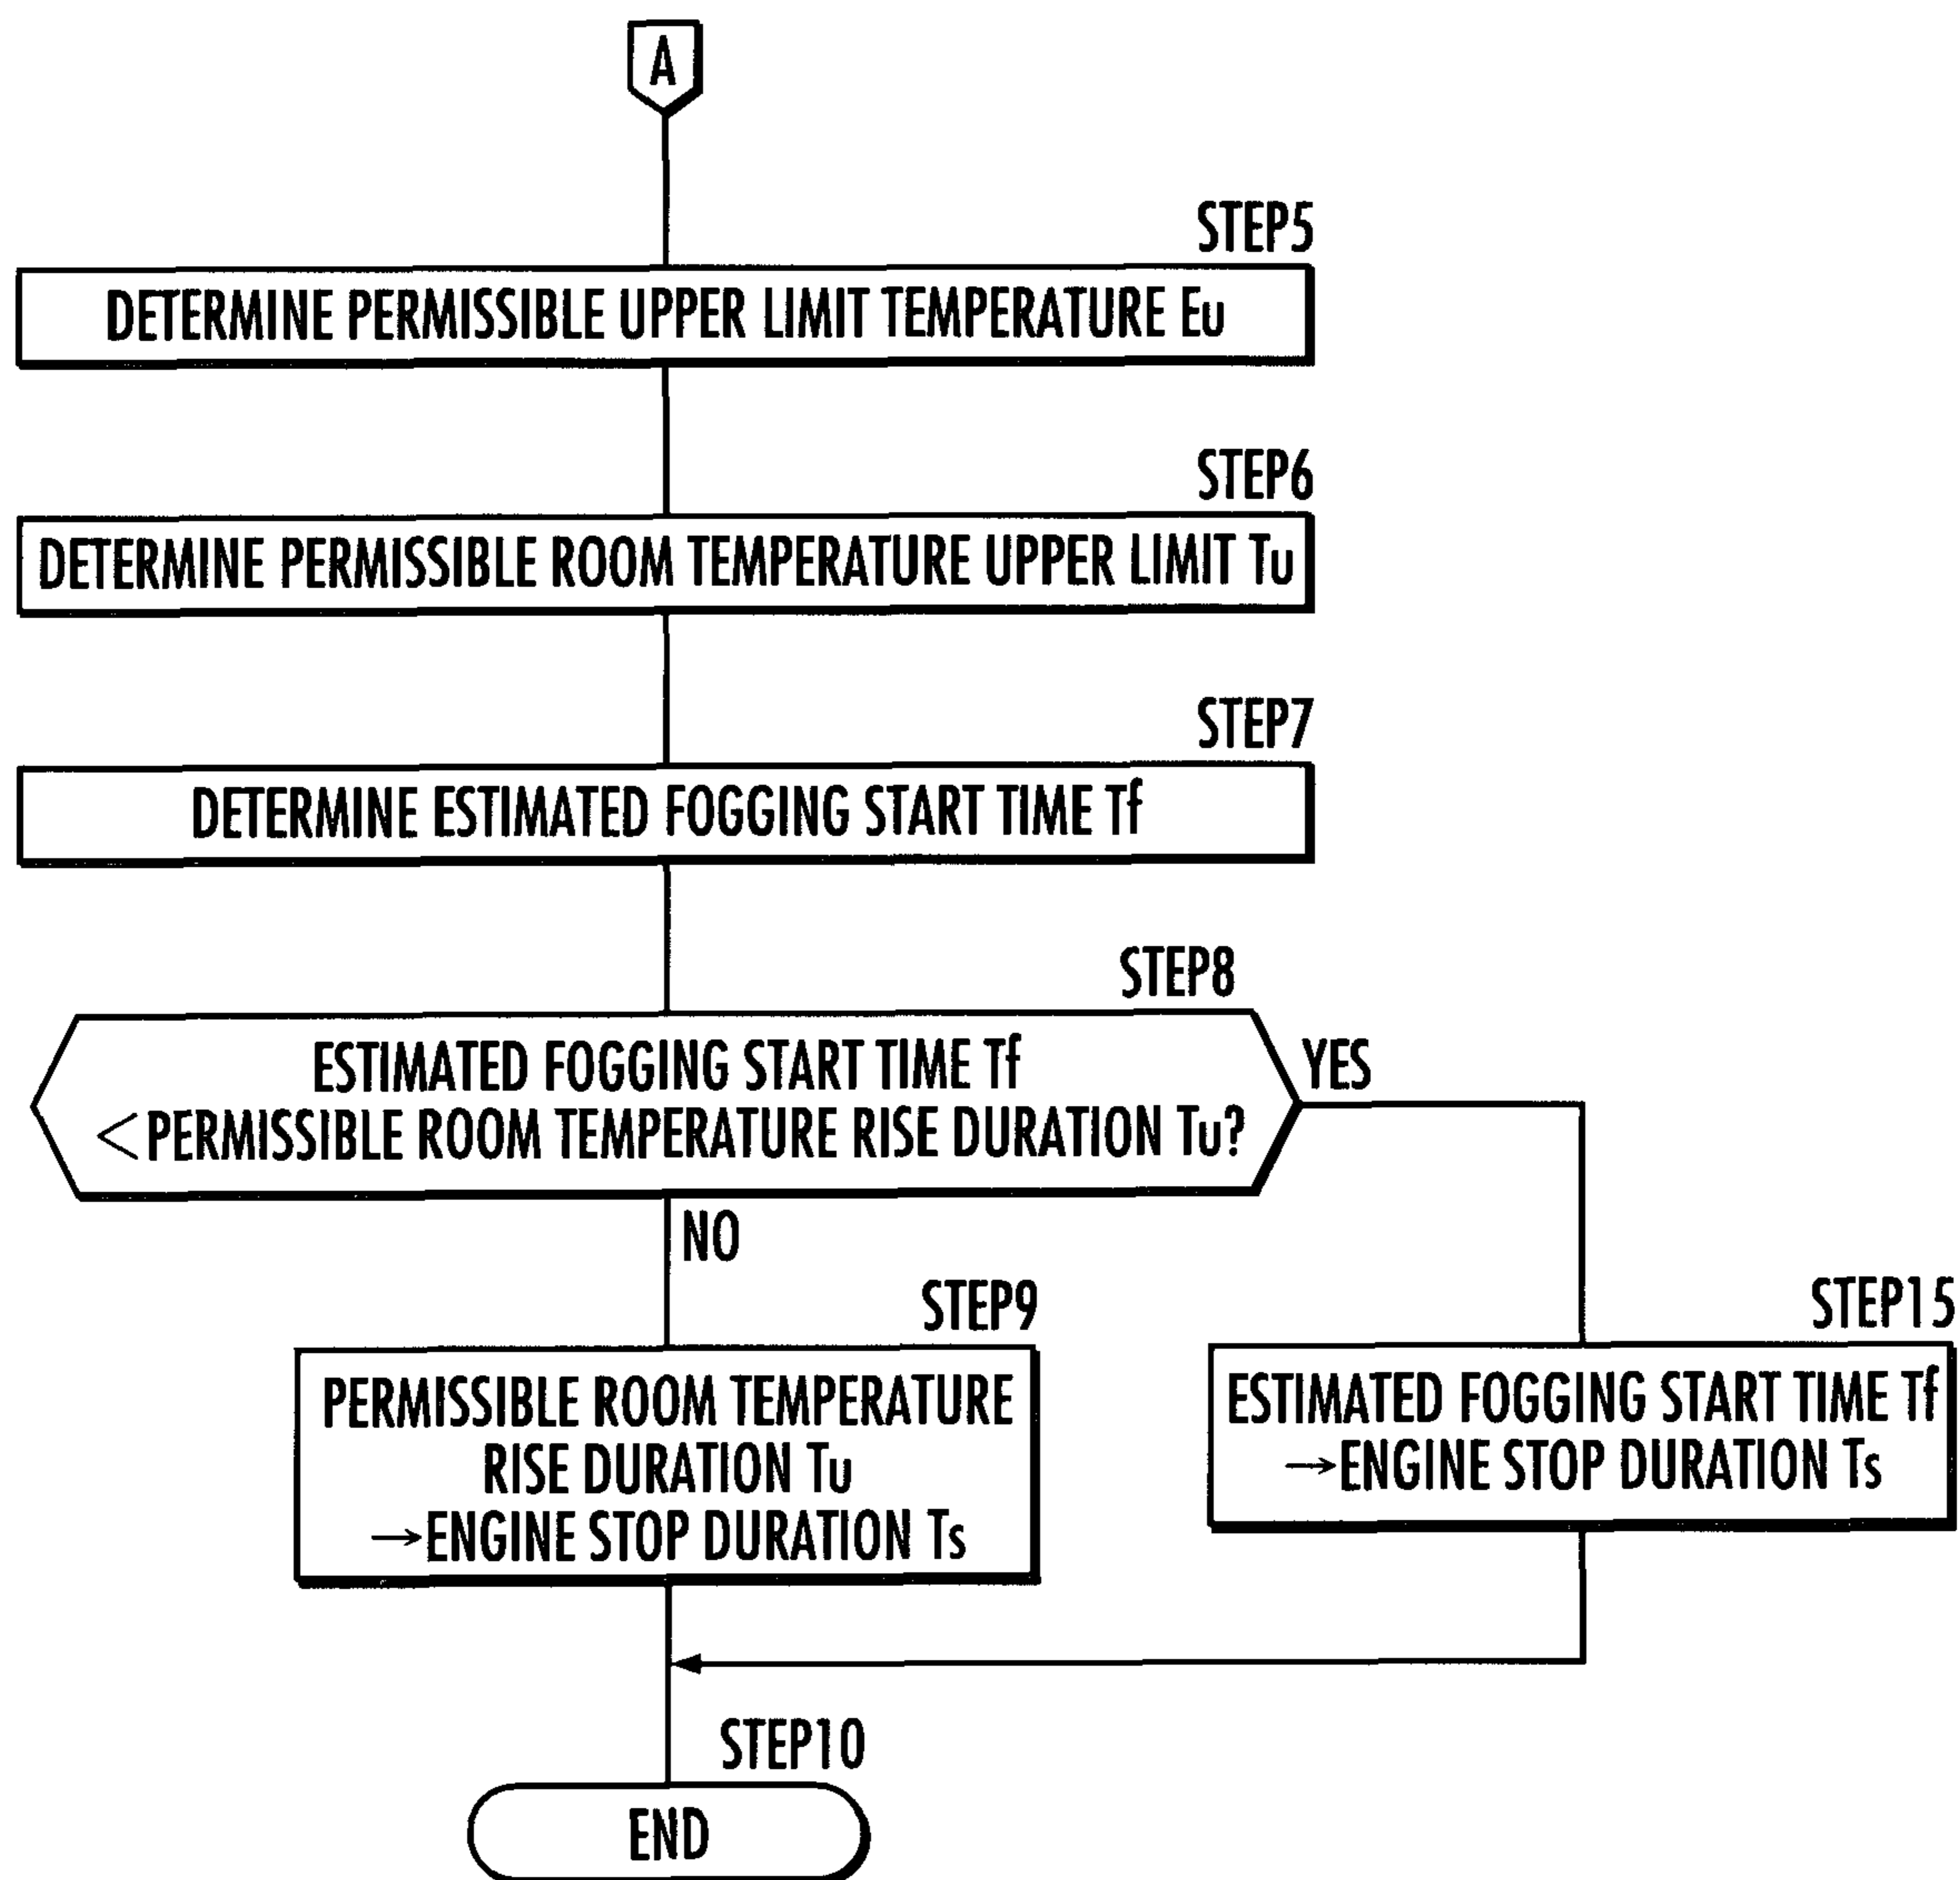 A
STEP5
DETERMINE PERMISSIBLE UPPER LIMIT TEMPERATURE Eu
STEP6
DETERMINE PERMISSIBLE ROOM TEMPERATURE UPPER LIMIT Tu
STEP7
DETERMINE ESTIMATED FOGGING START TIME Tf
STEP8
ESTIMATED FOGGING START TIME Tf
<PERMISSIBLE ROOM TEMPERATURE RISE DURATION Tu?
YES
NO
STEP9
PERMISSIBLE ROOM TEMPERATURE
RISE DURATION Tu
→ENGINE STOP DURATION Ts
STEP15
ESTIMATED FOGGING START TIME Tf
→ENGINE STOP DURATION Ts
STEP10
END